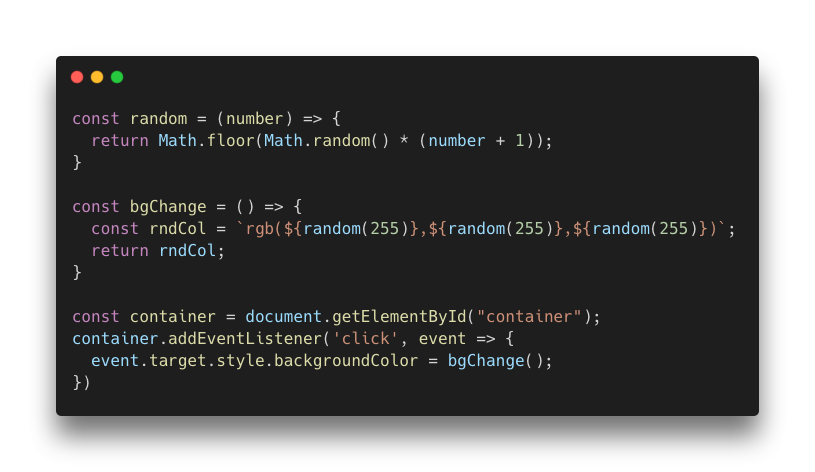 const random = (number) => {
  return Math.floor(Math.random() * (number + 1));
}

const bgChange = () => {
  const rndCol = `rgb(${random(255)},${random(255)},${random(255)})`;
  return rndCol;
}

const container = document.getElementById("container");
container.addEventListener('click', event => {
  event.target.style.backgroundColor = bgChange();
})